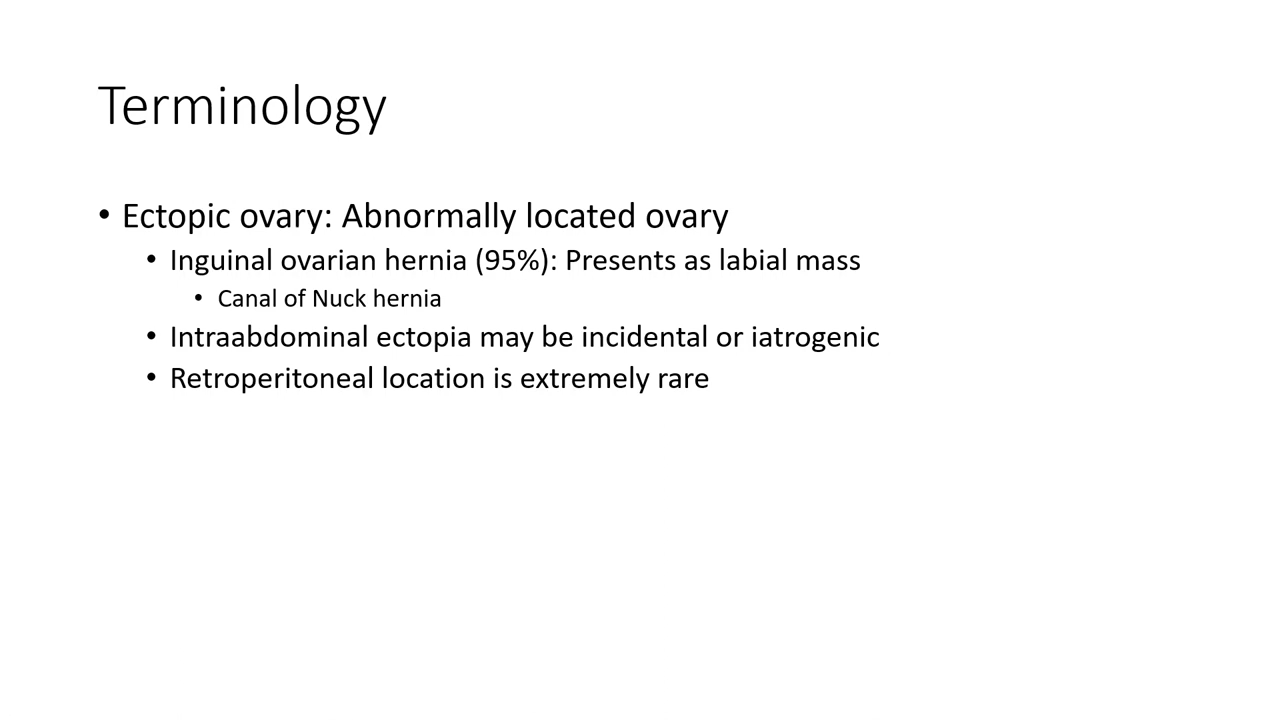 Terminology
• Ectopic ovary: Abnormally located ovary
• Inguinal ovarian hernia (95%): Presents as labial mass
• Canal of Nuck hernia
• Intraabdominal ectopia may be incidental or iatrogenic
• Retroperitoneal location is extremely rare